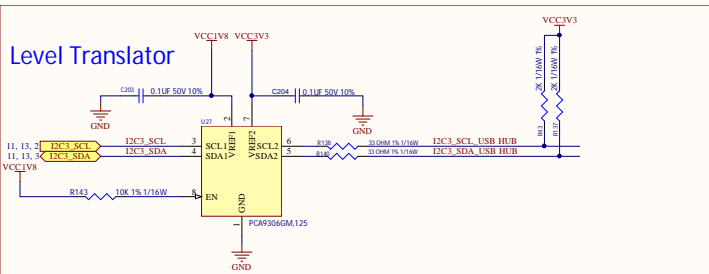 VCC3V3
VCC1V8 VCC3V3
Level Translator
2K 1/16W 1%
2K 1/16W 1%
C203 0.1UF 50V 10%
C204 0.1UF 50V 10%
GND
GND
R137
U27
2
7
VREF1
VREF2
11, 13, 2 I2C3_SCL I2C3_SCL 3 SCL1 SCL2 6 R138 33 OHM 1% 1/16W I2C3_SCL_USB HUB
11, 13, 3 I2C3_SDA I2C3_SDA 4 SDA1 SDA2 5 R140 33 OHM 1% 1/16W I2C3_SDA_USB HUB
VCC1V8
R143 10K 1% 1/16W 8 EN
GND
1
PCA9306GM,125
GND